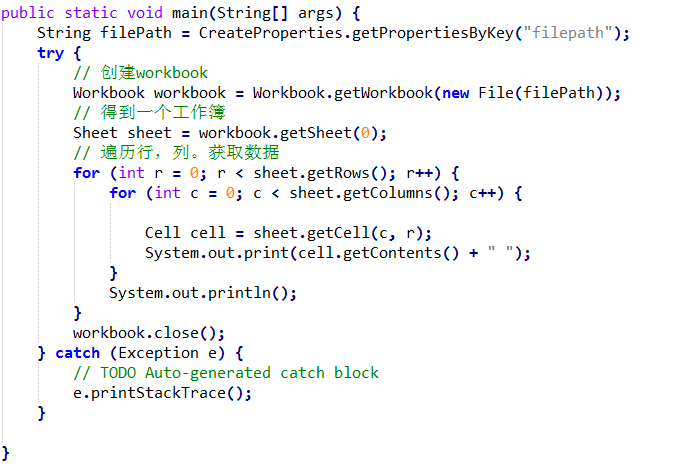 public static void main(String[] args) {
    String filePath = CreateProperties.getPropertiesByKey("filepath");
    try {
        // 创建workbook
        Workbook workbook = Workbook.getWorkbook(new File(filePath));
        // 得到一个工作簿
        Sheet sheet = workbook.getSheet(0);
        // 遍历行，列。获取数据
        for (int r = 0; r < sheet.getRows(); r++) {
            for (int c = 0; c < sheet.getColumns(); c++) {
                Cell cell = sheet.getCell(c, r);
                System.out.print(cell.getContents() + " ");
            }
            System.out.println();
        }
        workbook.close();
    } catch (Exception e) {
        // TODO Auto-generated catch block
        e.printStackTrace();
    }
}